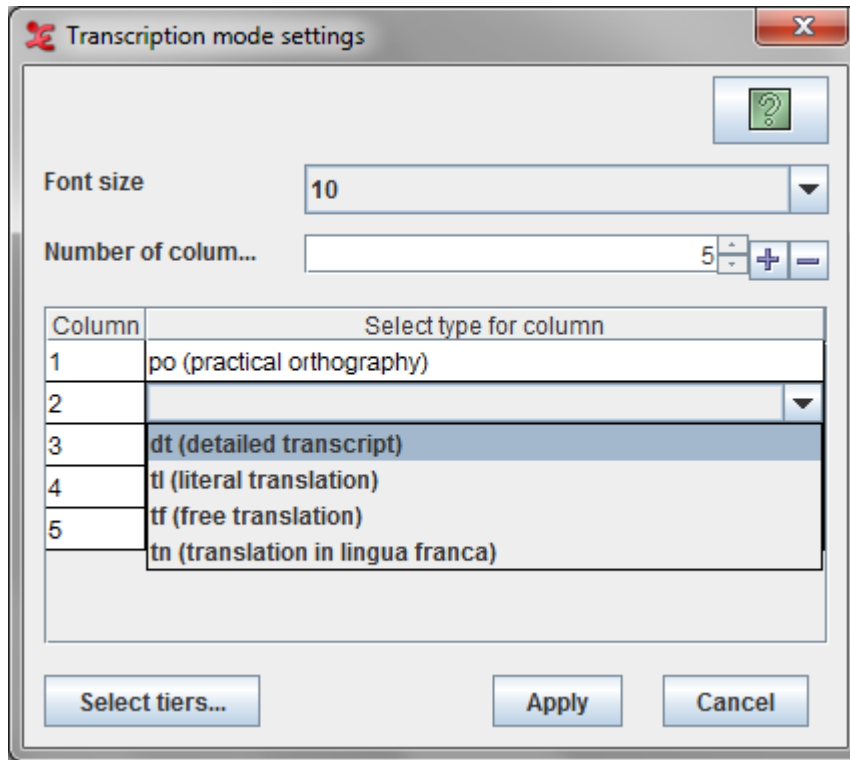 Transcription mode settings
?
Font size 10
Number of colum... 5
Column Select type for column
1 po (practical orthography)
2
3 dt (detailed transcript)
4 tl (literal translation)
tf (free translation)
5
tn (translation in lingua franca)
Select tiers... Apply Cancel